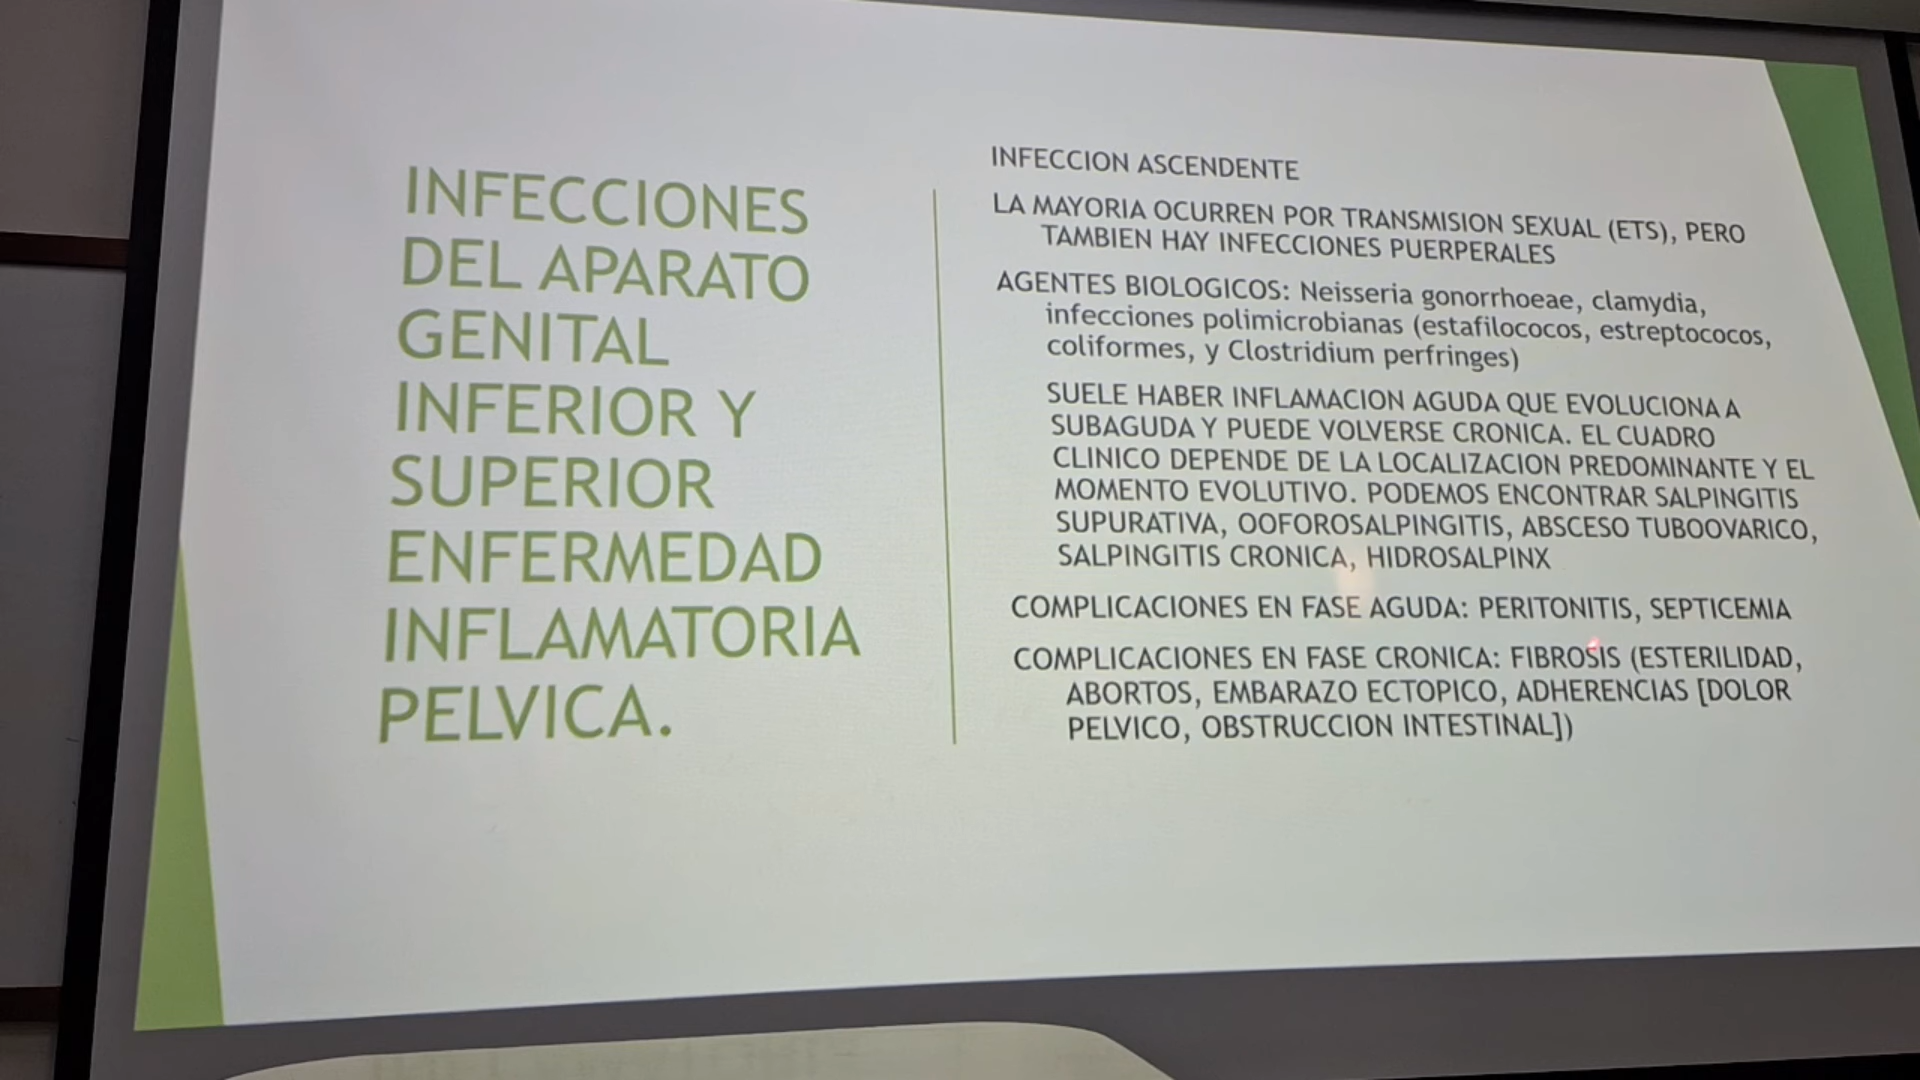 INFECCIONES
DEL APARATO
GENITAL
INFERIOR Y
SUPERIOR
ENFERMEDAD
INFLAMATORIA
PELVICA.
INFECCION ASCENDENTE
LA MAYORIA OCURREN POR TRANSMISION SEXUAL (ETS), PERO
TAMBIEN HAY INFECCIONES PUERPERALES
AGENTES BIOLOGICOS: Neisseria gonorrhoeae, clamydia,
infecciones polimicrobianas (estafilococos, estreptococos,
coliformes, y Clostridium perfringes)
SUELE HABER INFLAMACION AGUDA QUE EVOLUCIONA A
SUBAGUDA Y PUEDE VOLVERSE CRONICA. EL CUADRO
CLINICO DEPENDE DE LA LOCALIZACION PREDOMINANTE Y EL
MOMENTO EVOLUTIVO. PODEMOS ENCONTRAR SALPINGITIS
SUPURATIVA, OOFOROSALPINGITIS, ABSCESO TUBOOVARICO,
SALPINGITIS CRONICA, HIDROSALPINX
COMPLICACIONES EN FASE AGUDA: PERITONITIS, SEPTICEMIA
COMPLICACIONES EN FASE CRONICA: FIBROSIS (ESTERILIDAD,
ABORTOS, EMBARAZO ECTOPICO, ADHERENCIAS [DOLOR
PELVICO, OBSTRUCCION INTESTINAL])